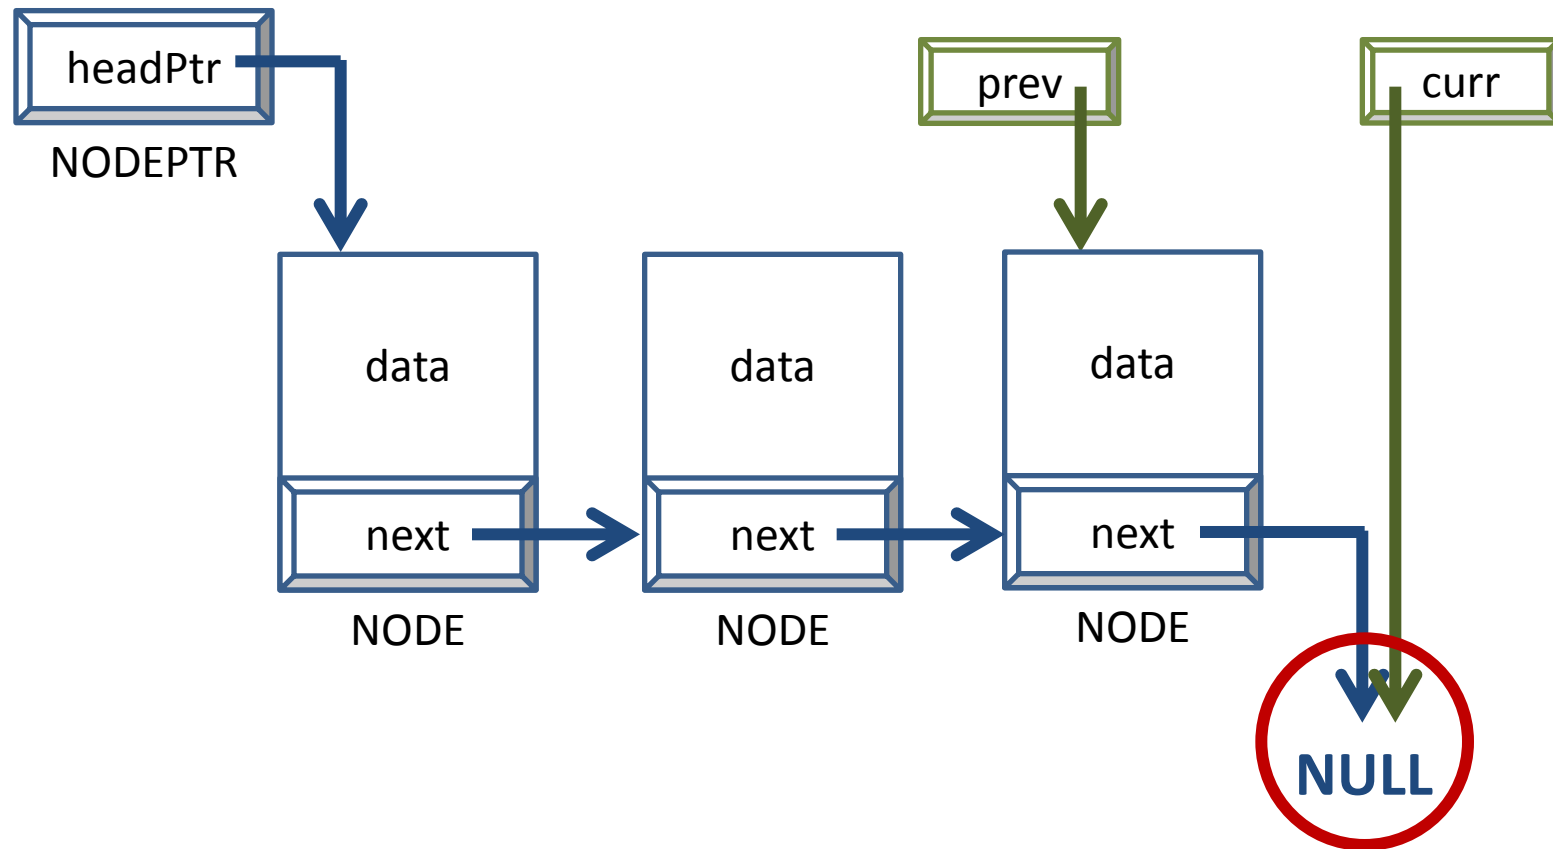 headPtr
prev
curr
NODEPTR
data
data
data
next
next
next
NODE
NODE
NODE
NULL